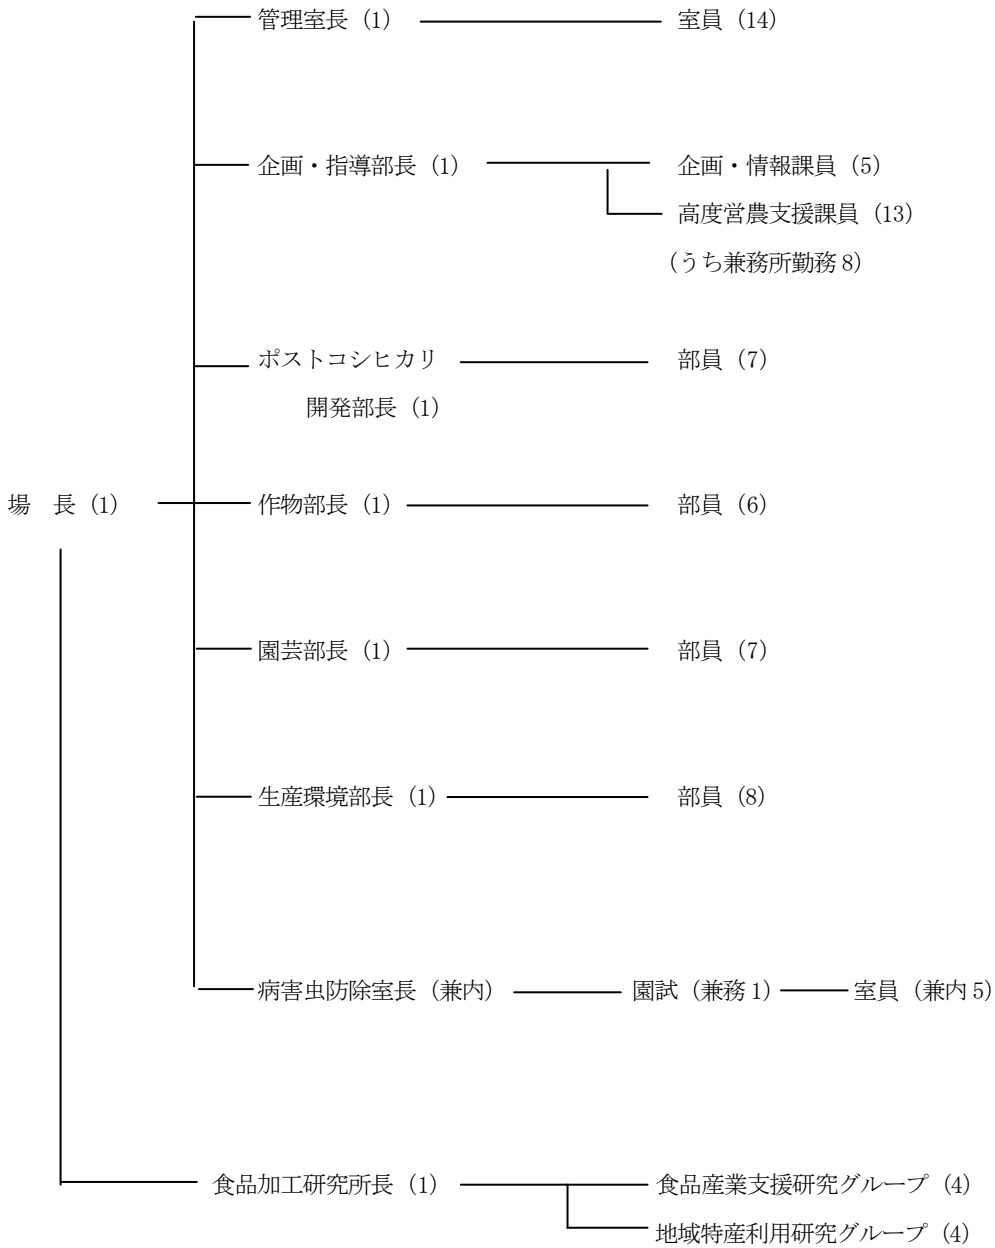 管理室長（1） 室員（14）
企画・指導部長（1） 企画・情報課員（5）
高度営農支援課員（13）
（うち兼務所勤務 8）
ポストコシヒカリ 部員（7）
開発部長（1）
場　長（1） 作物部長（1） 部員（6）
園芸部長（1） 部員（7）
生産環境部長（1） 部員（8）
病害虫防除室長（兼内） 園試（兼務 1） 室員（兼内 5）
食品加工研究所長（1） 食品産業支援研究グループ（4）
地域特産利用研究グループ（4）